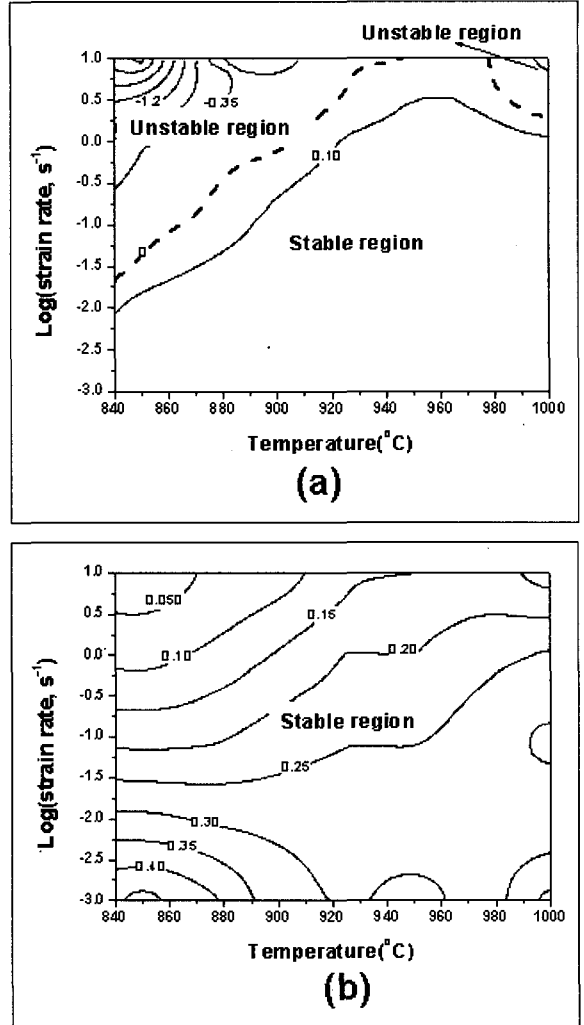 Unstable region
1.0
0.5
0.0
-0.5
-1.0
-1.5
-2.0
-2.5
-3.0
Log(strain rate, s⁻¹)
-1.2
-0.35
Unstable region
0.10
0
Stable region
840 860 880 900 920 940 960 980 1000
Temperature(°C)
(a)
1.0
0.5
0.0
-0.5
-1.0
-1.5
-2.0
-2.5
-3.0
Log(strain rate, s⁻¹)
0.050
0.15
0.10
0.20
Stable region
0.25
0.30
0.35
0.40
840 860 880 900 920 940 960 980 1000
Temperature(°C)
(b)